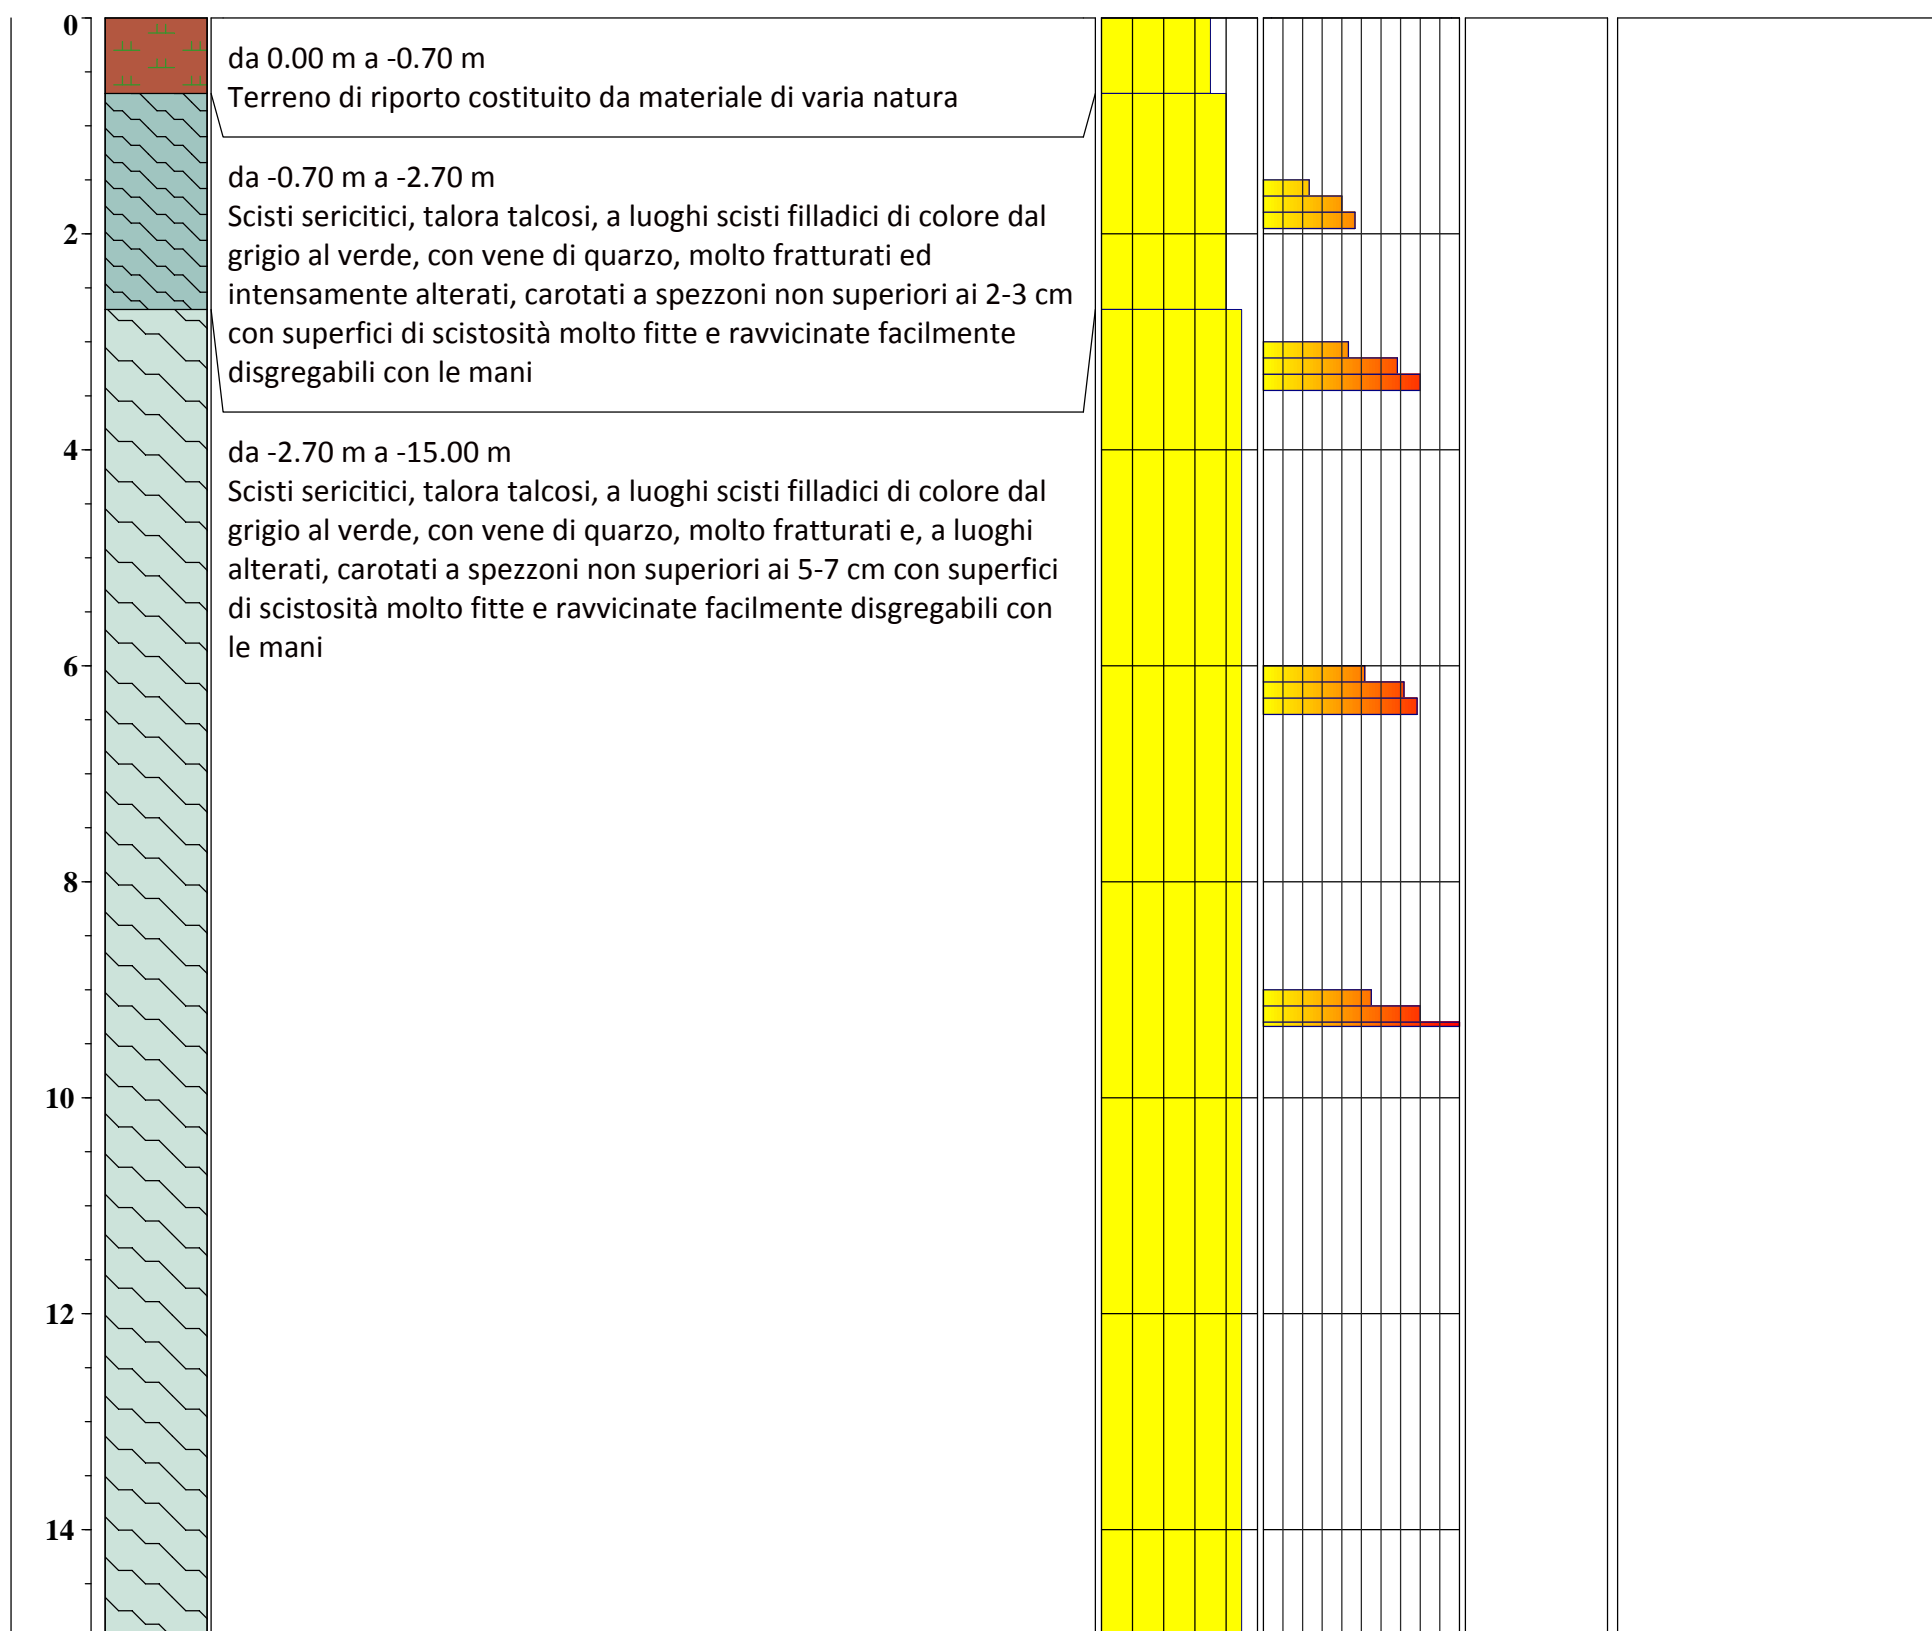 0
da 0.00 m a -0.70 m
Terreno di riporto costituito da materiale di varia natura
da -0.70 m a -2.70 m
Scisti sericitici, talora talcosi, a luoghi scisti filladici di colore dal
2
grigio al verde, con vene di quarzo, molto fratturati ed
intensamente alterati, carotati a spezzoni non superiori ai 2-3 cm
con superfici di scistosità molto fitte e ravvicinate facilmente
disgregabili con le mani
4
da -2.70 m a -15.00 m
Scisti sericitici, talora talcosi, a luoghi scisti filladici di colore dal
grigio al verde, con vene di quarzo, molto fratturati e, a luoghi
alterati, carotati a spezzoni non superiori ai 5-7 cm con superfici
di scistosità molto fitte e ravvicinate facilmente disgregabili con
le mani
6
8
10
12
14